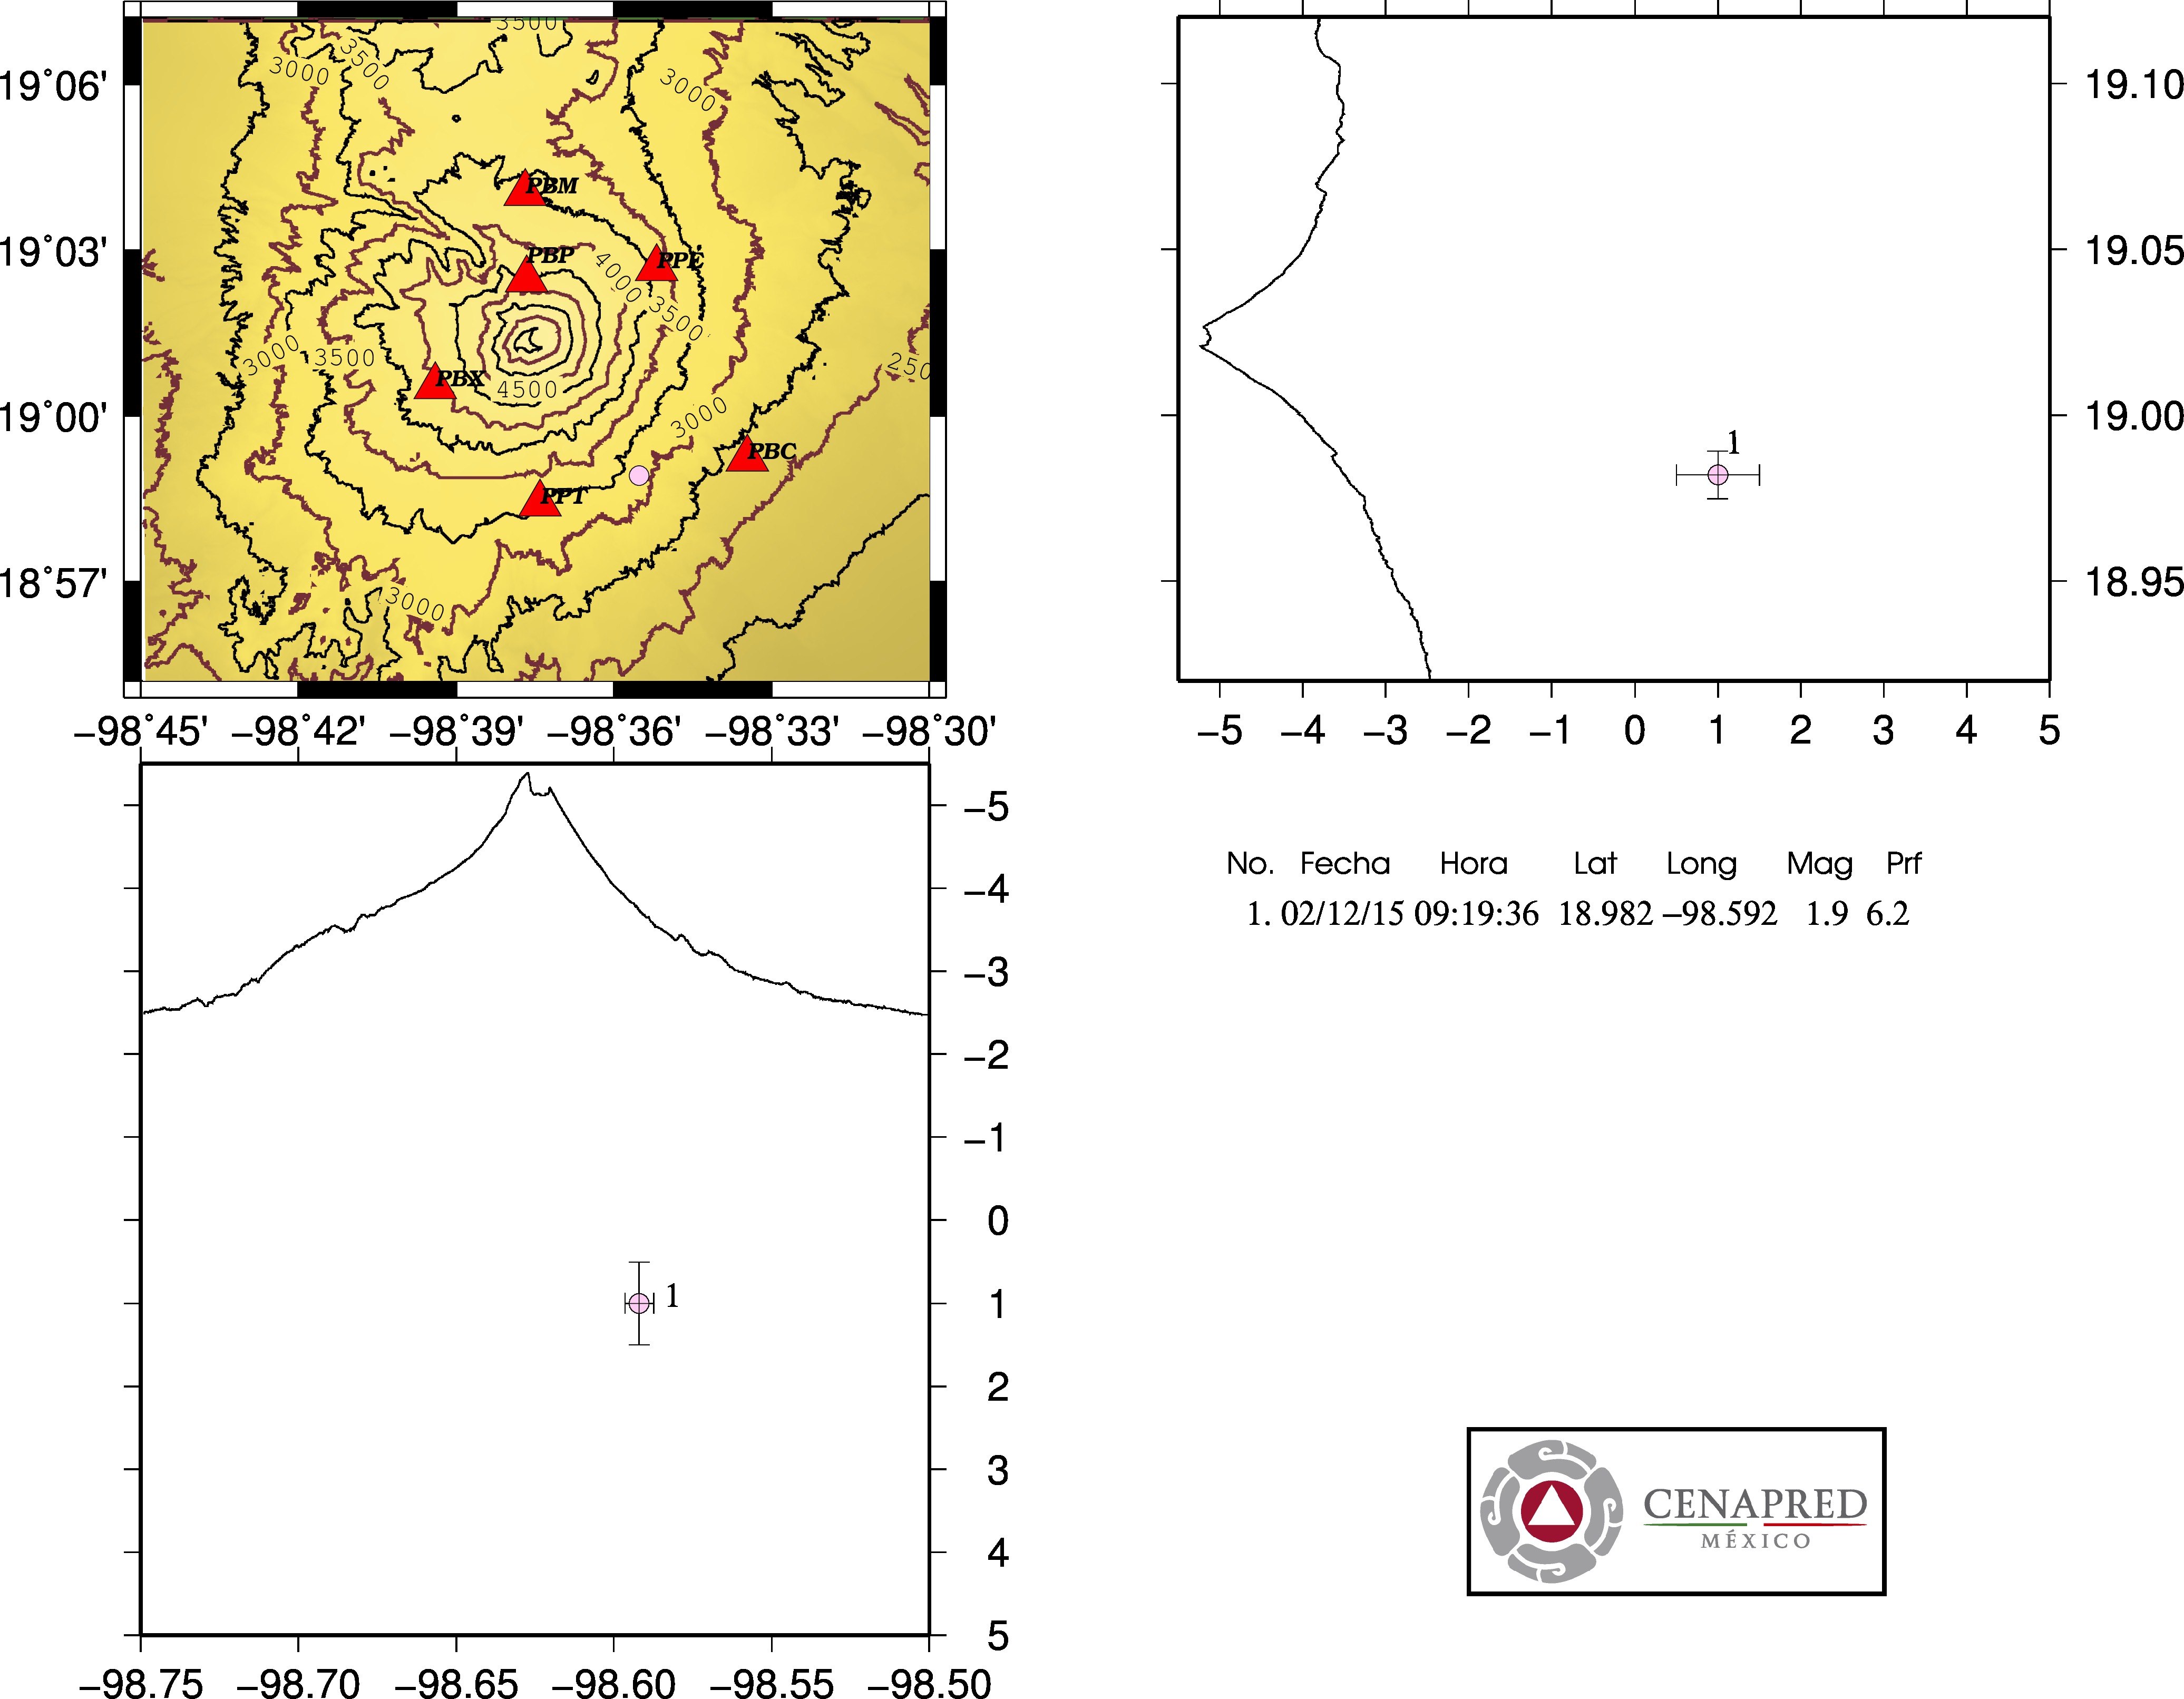 3500
3000
3500
3000
19°06'
19.10
PBM
19°03'
19.05
PBP
4000
3500
3000
3500
250
PBX
4500
19°00'
19.00
3000
PBC
1
PPT
18°57'
18.95
3000
−98°45' −98°42' −98°39' −98°36' −98°33' −98°30'
−5 −4 −3 −2 −1 0 1 2 3 4 5
−5
−4
−3
−2
−1
0
1
1
2
3
4
5
−98.75 −98.70 −98.65 −98.60 −98.55 −98.50
No. Fecha Hora Lat Long Mag Prf
1. 02/12/15 09:19:36 18.982 −98.592 1.9 6.2
CENAPRED
MÉXICO